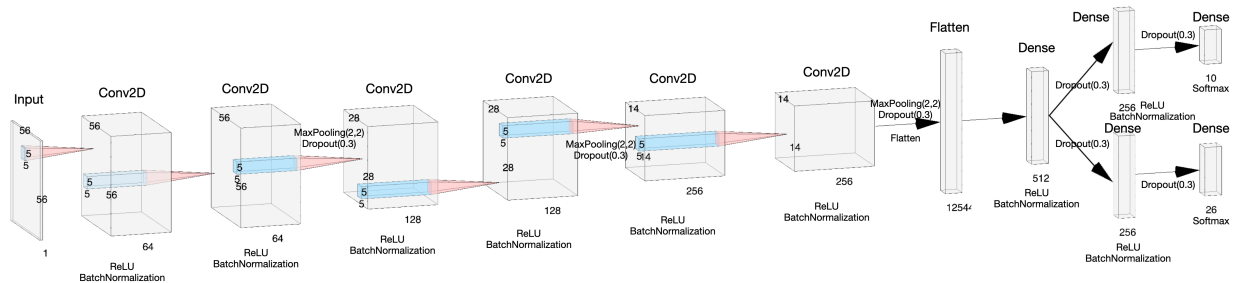 Input
56
5
5
56
1
Conv2D
56
5
5
56
64
ReLU
BatchNormalization
Conv2D
56
5
5
56
64
ReLU
BatchNormalization
MaxPooling(2,2)
Dropout(0.3)
Conv2D
28
28
5
5
128
ReLU
BatchNormalization
Conv2D
28
5
5
28
128
ReLU
BatchNormalization
MaxPooling(2,2)
Dropout(0.3)
Conv2D
14
5
5
14
256
ReLU
BatchNormalization
Conv2D
14
14
256
MaxPooling(2,2)
Dropout(0.3)
Flatten
Flatten
Dense
512
ReLU
BatchNormalization
Dropout(0.3)
Dense
256
ReLU
BatchNormalization
Dropout(0.3)
Dense
10
Softmax
Dropout(0.3)
Dense
256
ReLU
BatchNormalization
Dropout(0.3)
Dense
26
Softmax